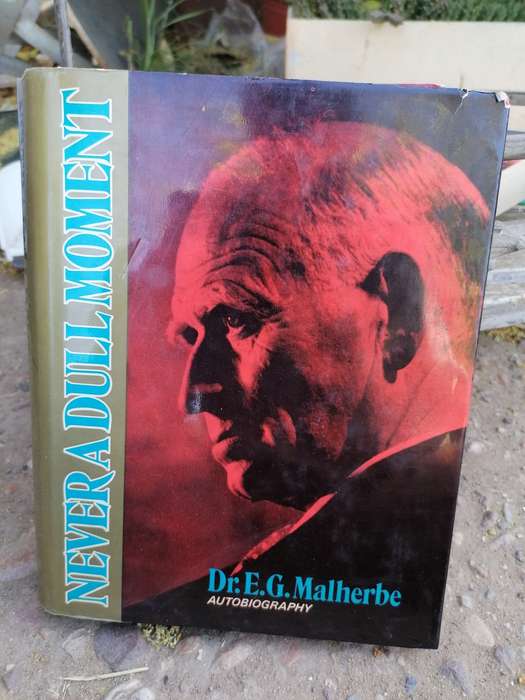 NEVER A DULL MOMENT
Dr. E.G. Malherbe
AUTOBIOGRAPHY